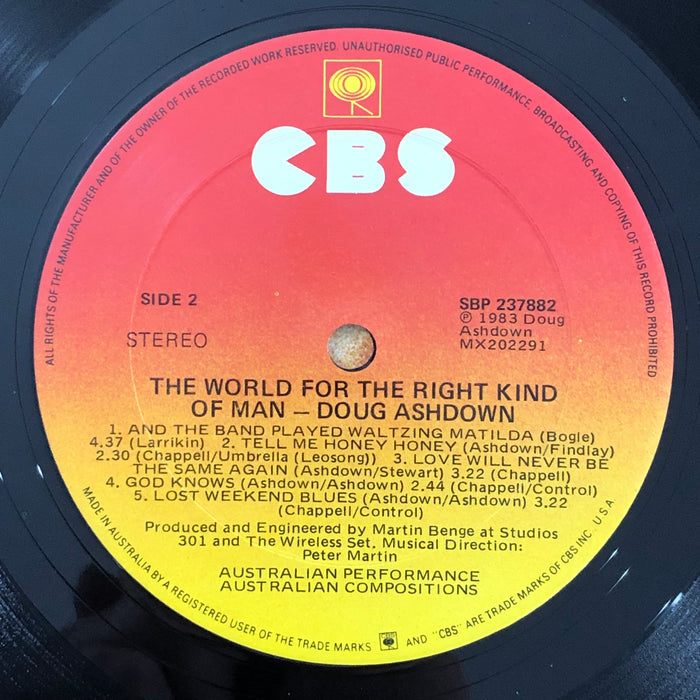 ALL RIGHTS OF THE MANUFACTURER AND OF THE OWNER OF THE RECORDED WORK RESERVED. UNAUTHORISED PUBLIC PERFORMANCE, BROADCASTING AND COPYING OF THIS RECORD PROHIBITED
CBS
SIDE 2
STEREO
SBP 237882
℗ 1983 Doug
Ashdown
MX202291
THE WORLD FOR THE RIGHT KIND
OF MAN – DOUG ASHDOWN
1. AND THE BAND PLAYED WALTZING MATILDA (Bogle)
4.37 (Larrikin) 2. TELL ME HONEY HONEY (Ashdown/Findlay)
2.30 (Chappell/Umbrella (Leosong)) 3. LOVE WILL NEVER BE
THE SAME AGAIN (Ashdown/Stewart) 3.22 (Chappell)
4. GOD KNOWS (Ashdown/Ashdown) 2.44 (Chappell/Control)
5. LOST WEEKEND BLUES (Ashdown/Ashdown) 3.22
(Chappell/Control)
Produced and Engineered by Martin Benge at Studios
301 and The Wireless Set. Musical Direction:
Peter Martin
AUSTRALIAN PERFORMANCE
AUSTRALIAN COMPOSITIONS
MADE IN AUSTRALIA BY A REGISTERED USER OF THE TRADE MARKS AND "CBS" ARE TRADE MARKS OF CBS INC. U.S.A